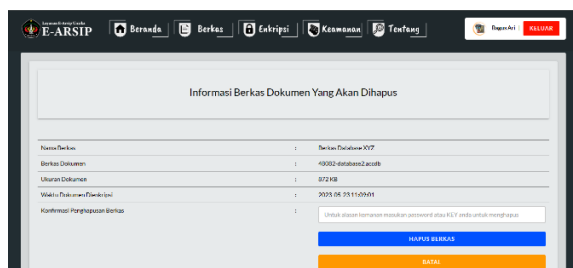 E-ARSIP
Beranda
Berkas
Enkripsi
Keamanan
Tentang
Bagus Ari
KELUAR
Informasi Berkas Dokumen Yang Akan Dihapus
Nama Berkas : Berkas Database XYZ
Berkas Dokumen : 48082-database2.accdb
Ukuran Dokumen : 872 KB
Waktu Dokumen Dienkripsi : 2023-05-23 11:09:01
Konfirmasi Penghapusan Berkas :
Untuk alasan keamanan masukan password atau KEY anda untuk menghapus
HAPUS BERKAS
BATAL